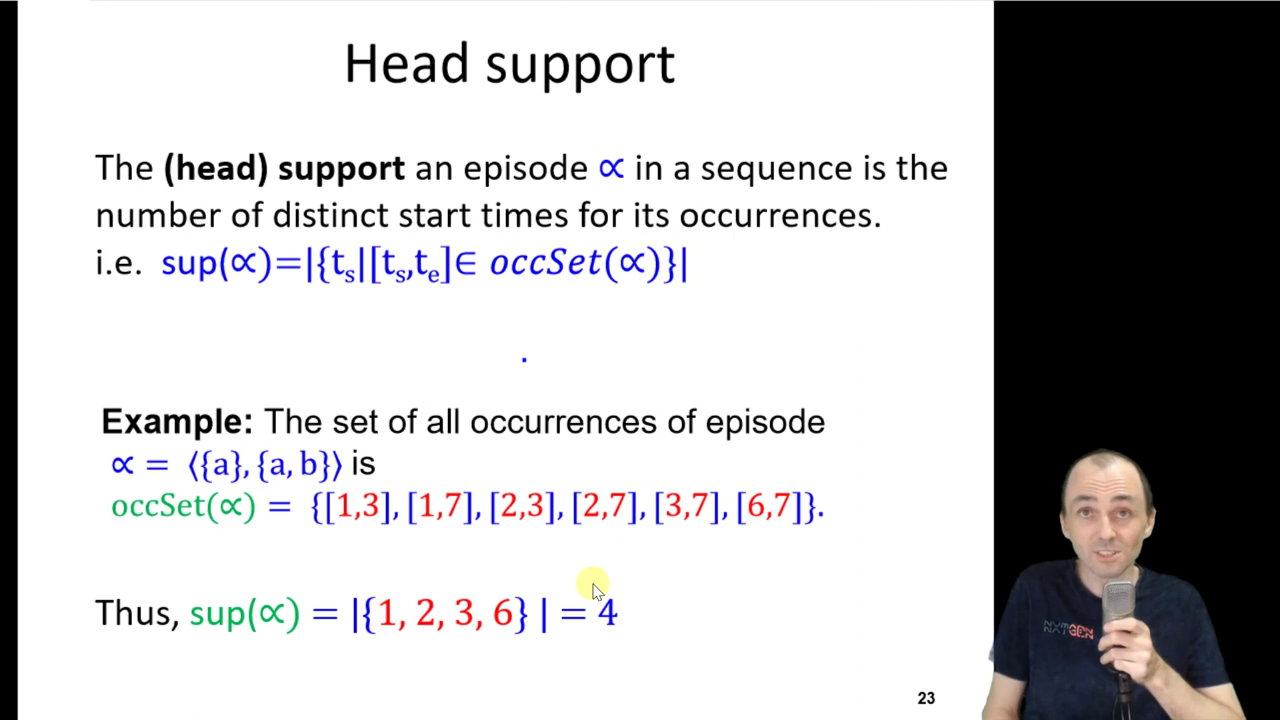 Head support
The (head) support an episode ∝ in a sequence is the
number of distinct start times for its occurrences.
i.e. sup(∝)=|{tₛ|[tₛ,tₑ]∈ occSet(∝)}|
.
Example: The set of all occurrences of episode
∝ = ⟨{a}, {a, b}⟩ is
occSet(∝) = {[1,3], [1,7], [2,3], [2,7], [3,7], [6,7]}.
Thus, sup(∝) = |{1, 2, 3, 6} | = 4
23